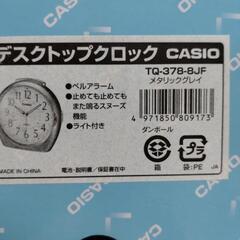 デスクトップクロック CASIO
TQ-378-8JF
メタリックグレイ
●ベルアラーム
●止めても止めても
また鳴るスヌーズ
機能
●ライト付き
4 971850 809173
ダンボール
MADE IN CHINA
電池・説明書/保証書在中
箱
袋:PE
JA